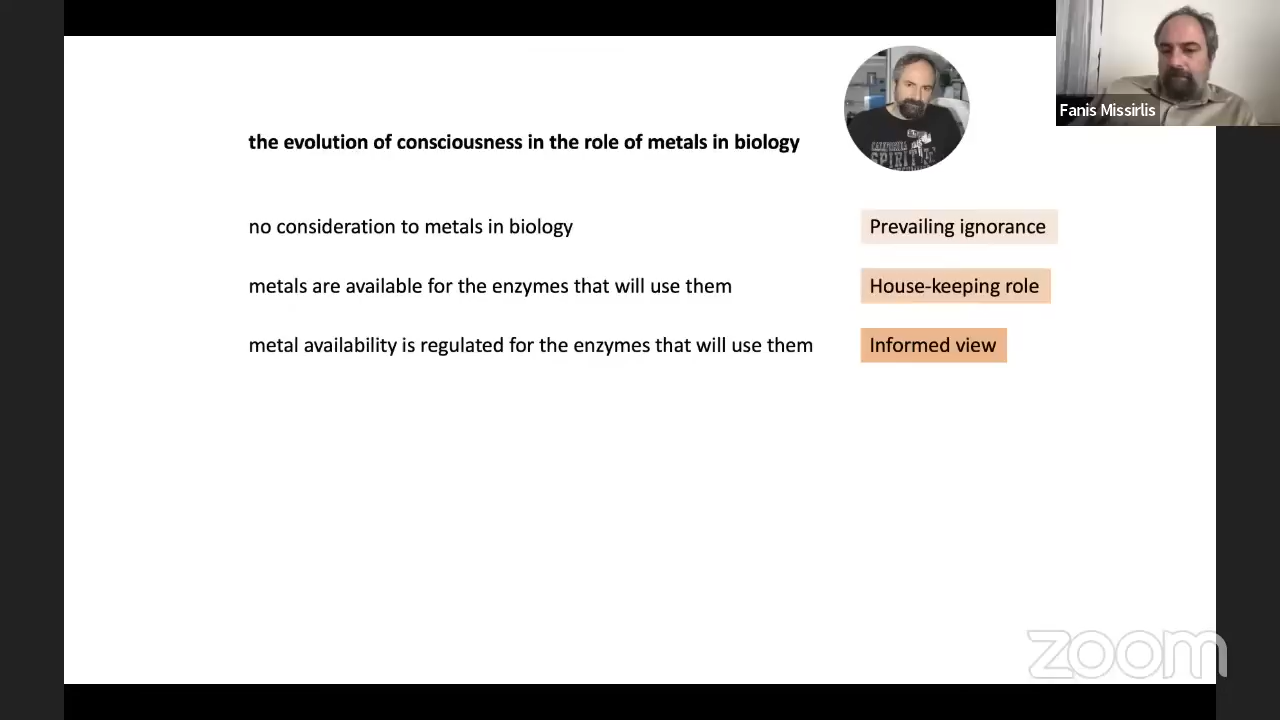 Fanis Missirlis
the evolution of consciousness in the role of metals in biology
SPIRIT
no consideration to metals in biology
Prevailing ignorance
metals are available for the enzymes that will use them
House-keeping role
metal availability is regulated for the enzymes that will use them
Informed view
zoom